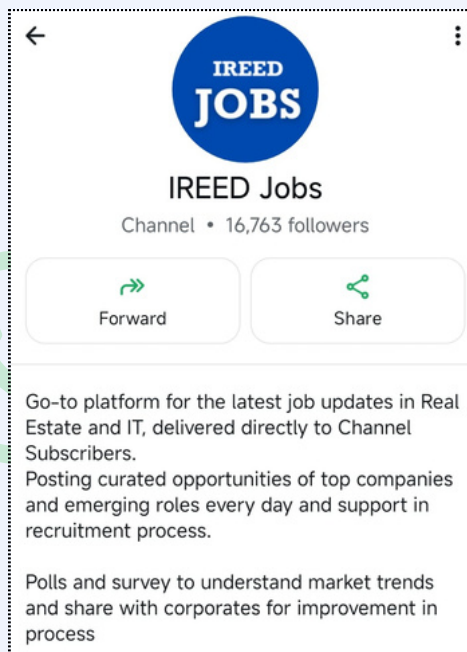 IREED
JOBS
IREED Jobs
Channel • 16,763 followers
Forward
Share
Go-to platform for the latest job updates in Real
Estate and IT, delivered directly to Channel
Subscribers.
Posting curated opportunities of top companies
and emerging roles every day and support in
recruitment process.
Polls and survey to understand market trends
and share with corporates for improvement in
process